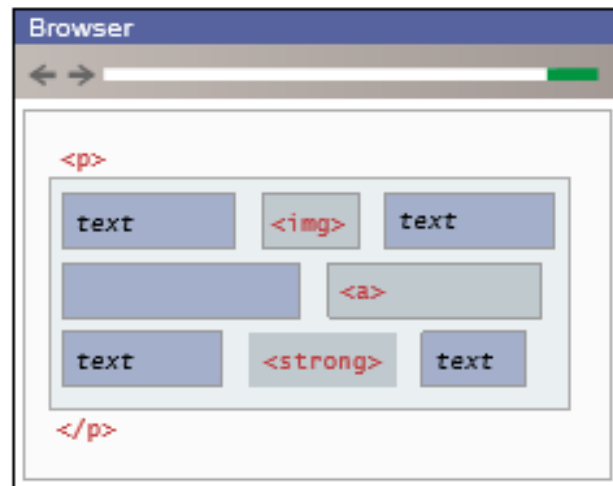 Browser
<p>
text <img> text
<a>
text <strong> text
</p>